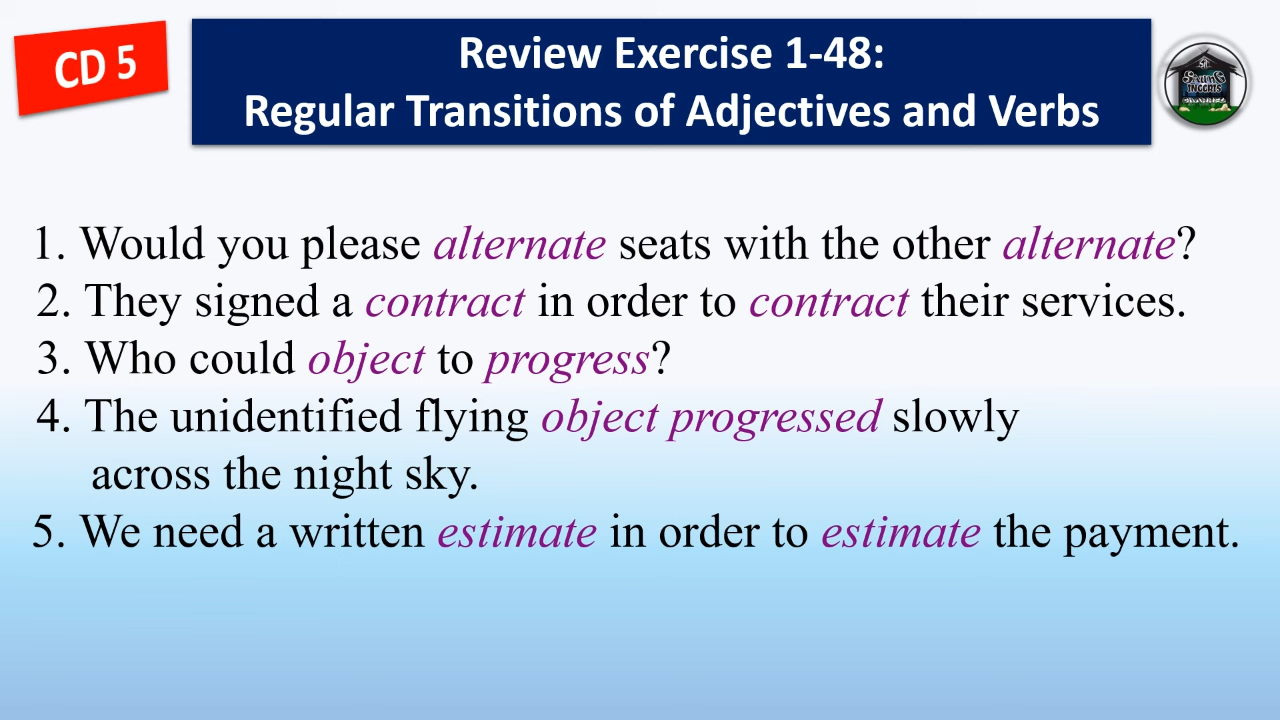 CD 5
Review Exercise 1-48:
Regular Transitions of Adjectives and Verbs
1. Would you please alternate seats with the other alternate?
2. They signed a contract in order to contract their services.
3. Who could object to progress?
4. The unidentified flying object progressed slowly
across the night sky.
5. We need a written estimate in order to estimate the payment.